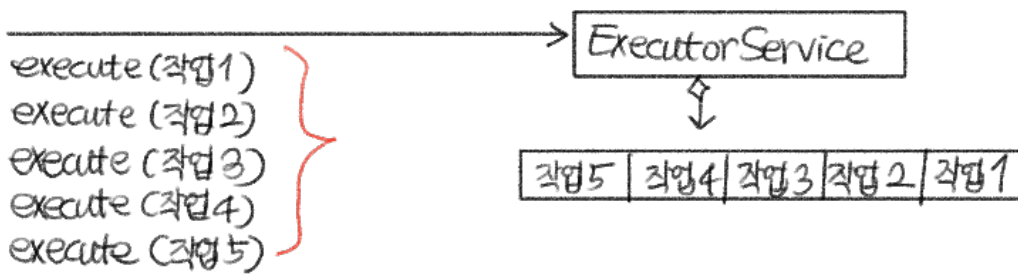 ExecutorService
execute (작업1)
execute (작업2)
execute (작업3)
execute (작업4)
execute (작업5)
작업5 작업4 작업3 작업2 작업1